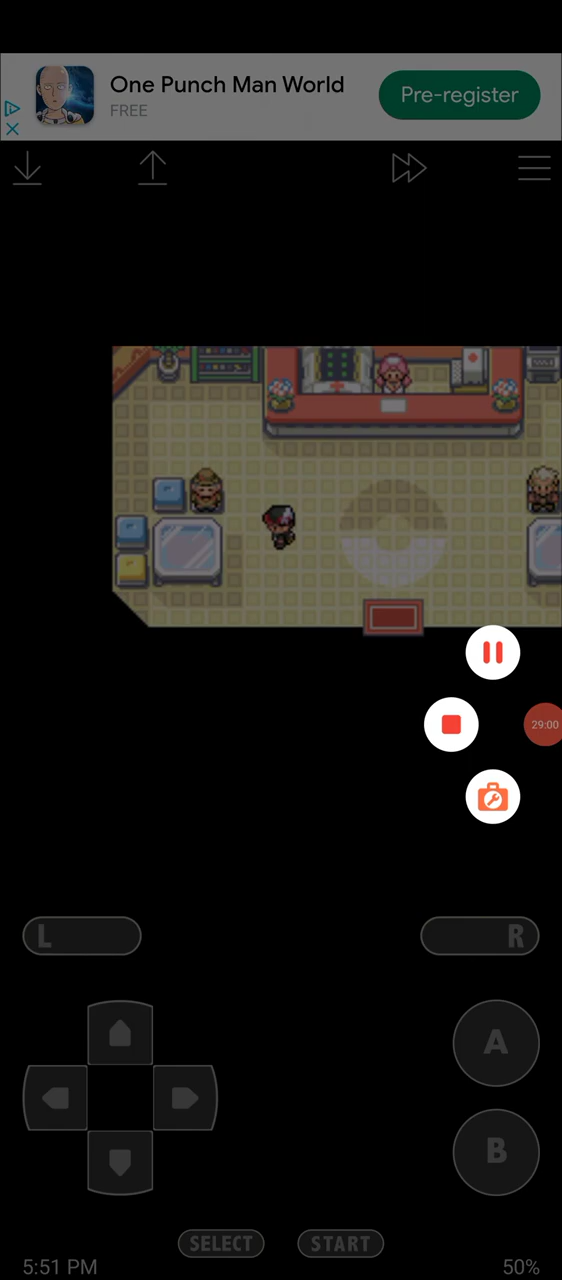 One Punch Man World
FREE
Pre-register
29:00
L
R
A
B
SELECT
START
5:51 PM
50%